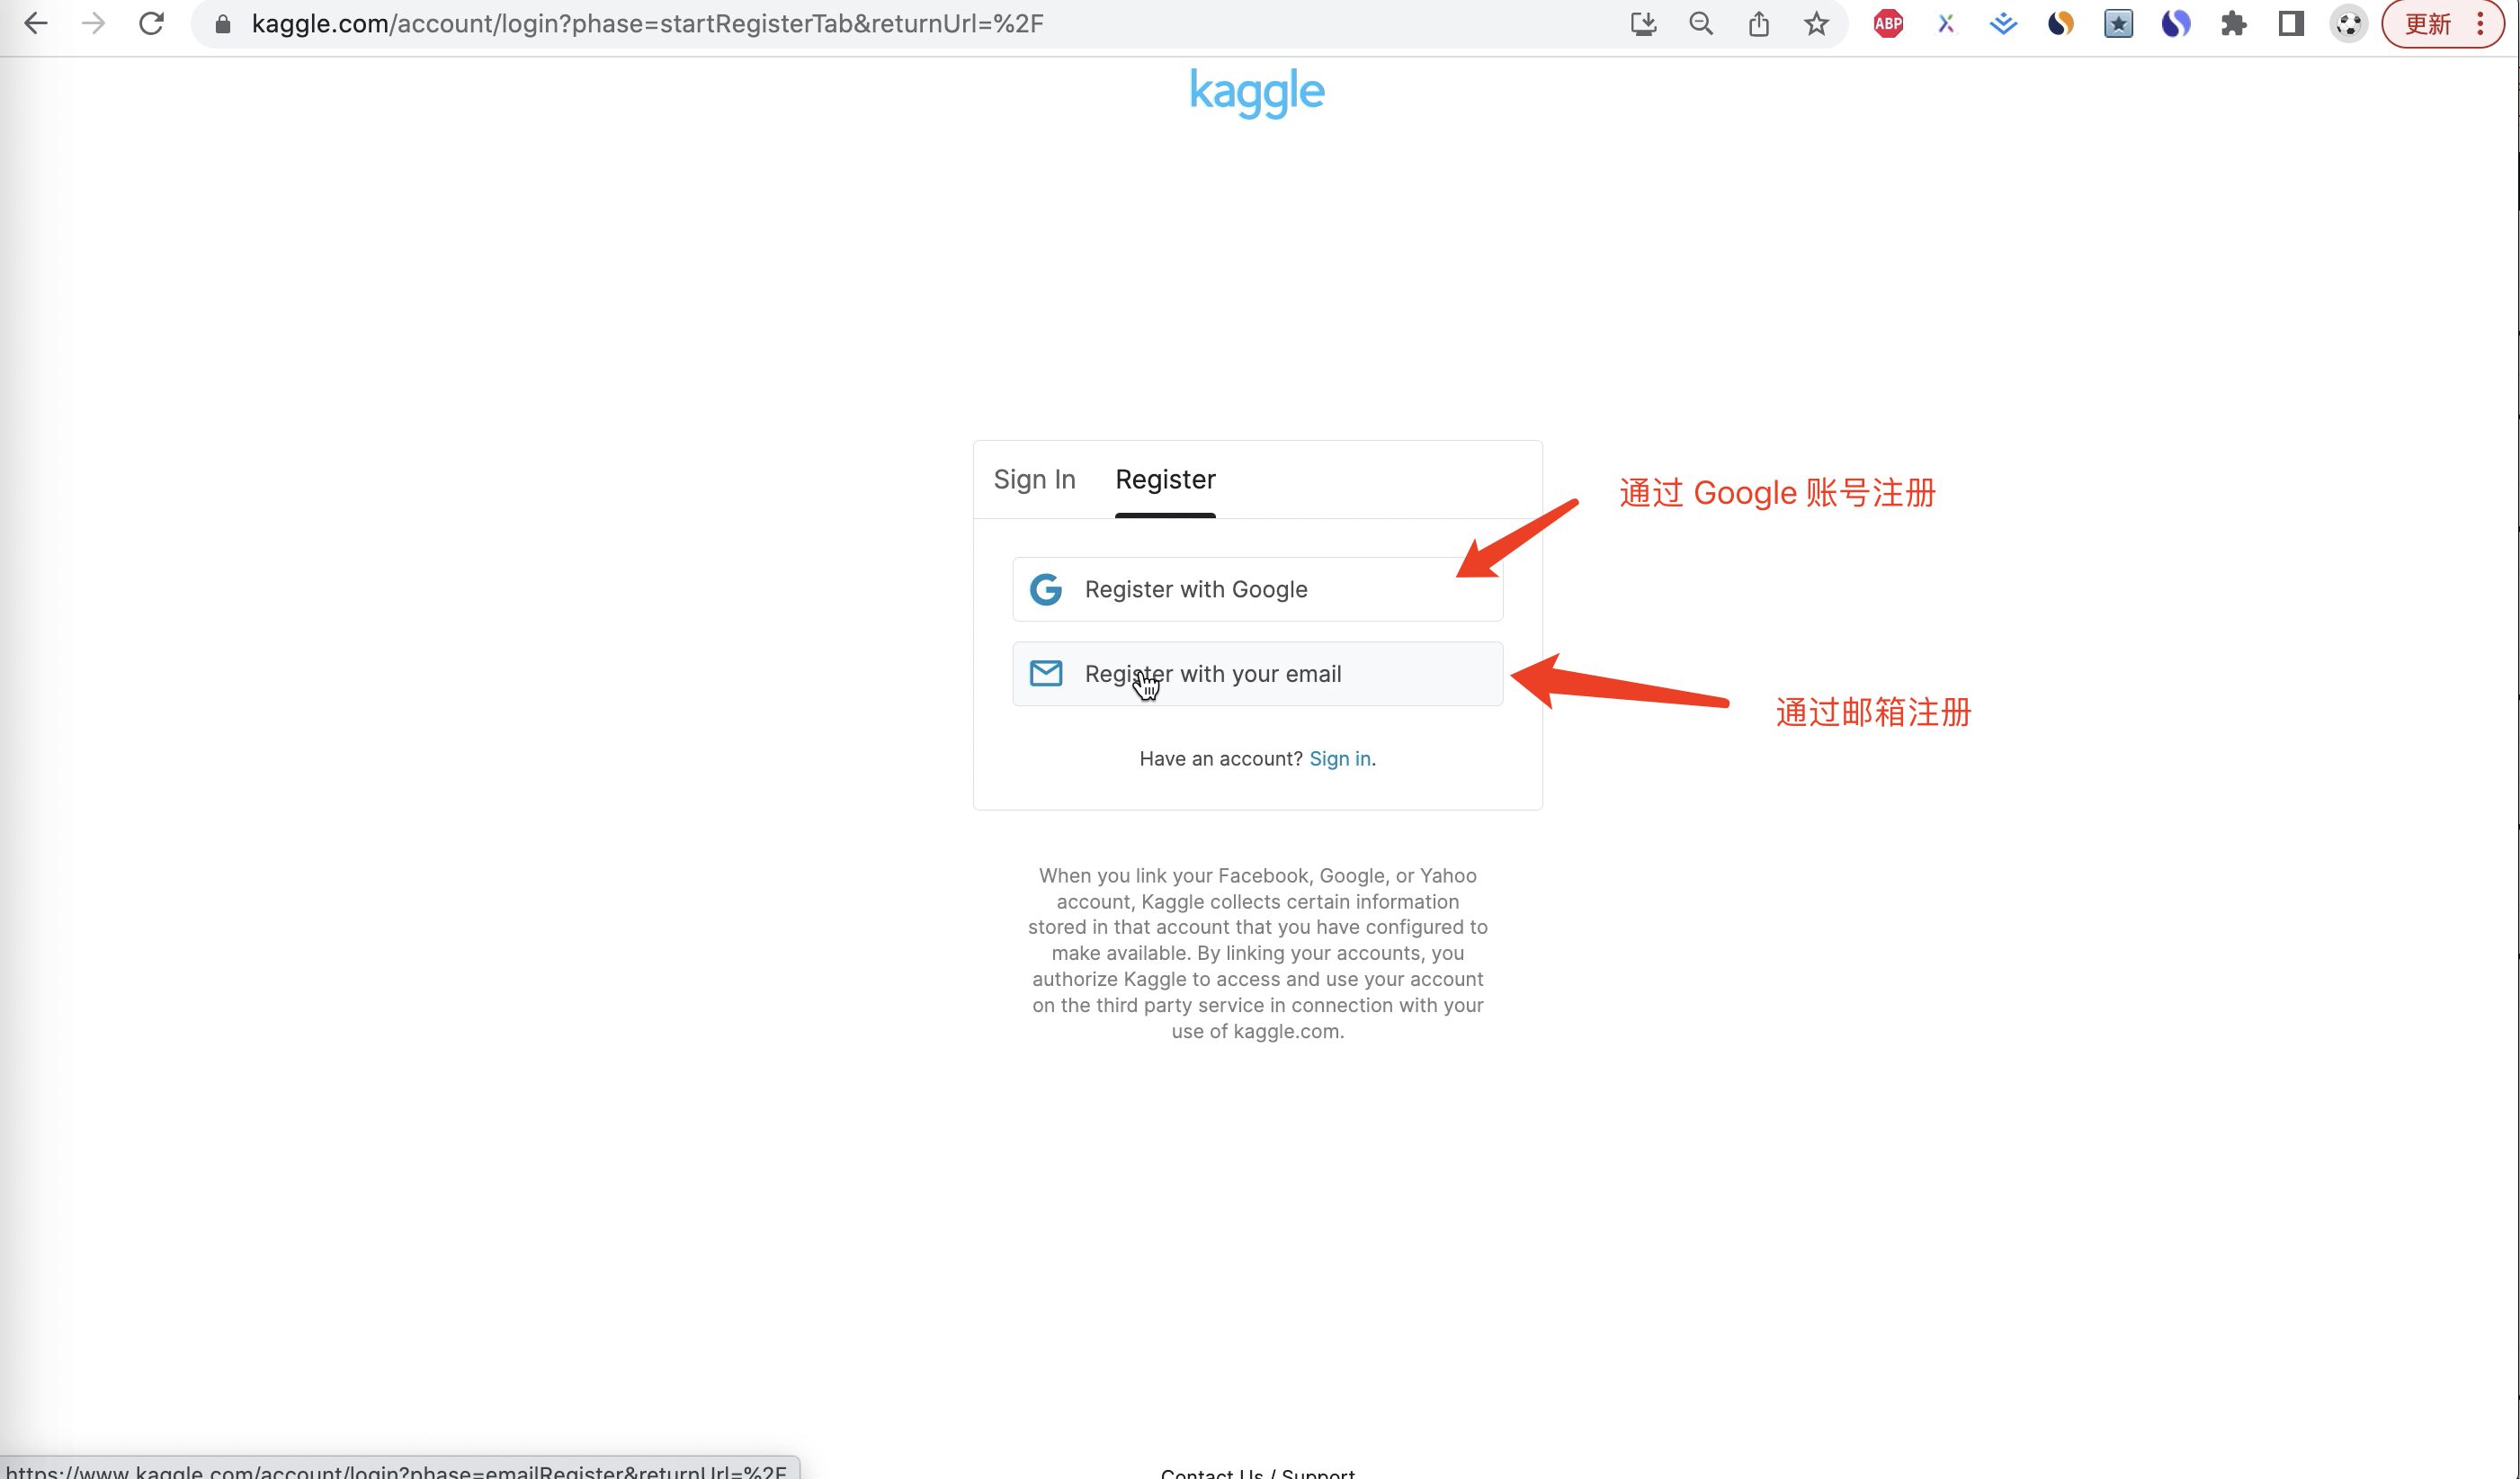 kaggle.com/account/login?phase=startRegisterTab&returnUrl=%2F
ABP
更新
kaggle
Sign In Register
通过 Google 账号注册
Register with Google
Register with your email
通过邮箱注册
Have an account? Sign in.
When you link your Facebook, Google, or Yahoo
account, Kaggle collects certain information
stored in that account that you have configured to
make available. By linking your accounts, you
authorize Kaggle to access and use your account
on the third party service in connection with your
use of kaggle.com.
https://www.kaggle.com/account/login?phase=emailRegister&returnUrl=%2F
Contact Us / Support